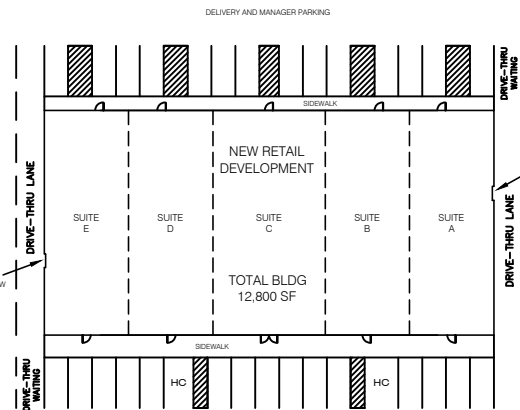 DELIVERY AND MANAGER PARKING
DRIVE-THRU
WAITING
SIDEWALK
NEW RETAIL
DEVELOPMENT
DRIVE-THRU LANE
SUITE
E
SUITE
D
SUITE
C
SUITE
B
SUITE
A
DRIVE-THRU LANE
TOTAL BLDG
12,800 SF
SIDEWALK
DRIVE-THRU
WAITING
HC
HC